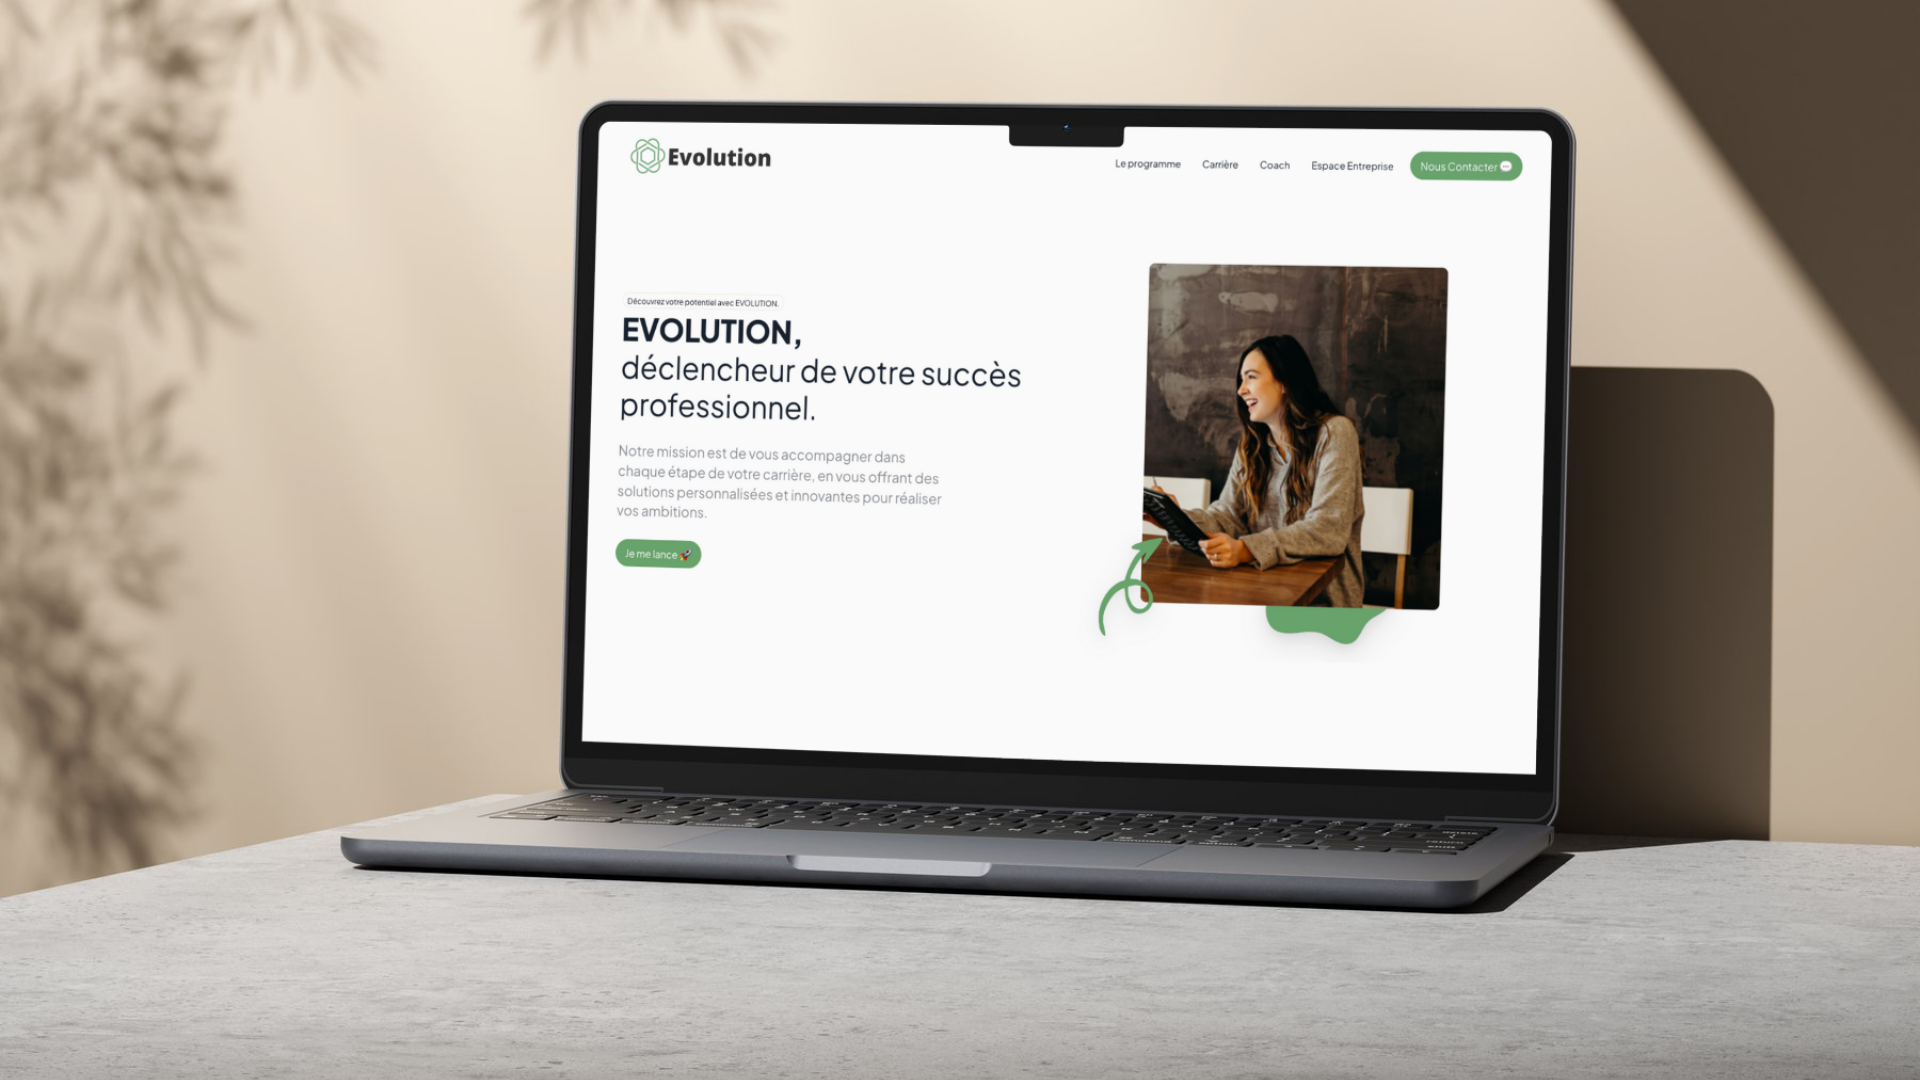 Evolution
Le programme
Carrière
Coach
Espace Entreprise
Nous Contacter 💬
Découvrez votre potentiel avec EVOLUTION.
EVOLUTION,
déclencheur de votre succès
professionnel.
Notre mission est de vous accompagner dans
chaque étape de votre carrière, en vous offrant des
solutions personnalisées et innovantes pour réaliser
vos ambitions.
Je me lance 🚀